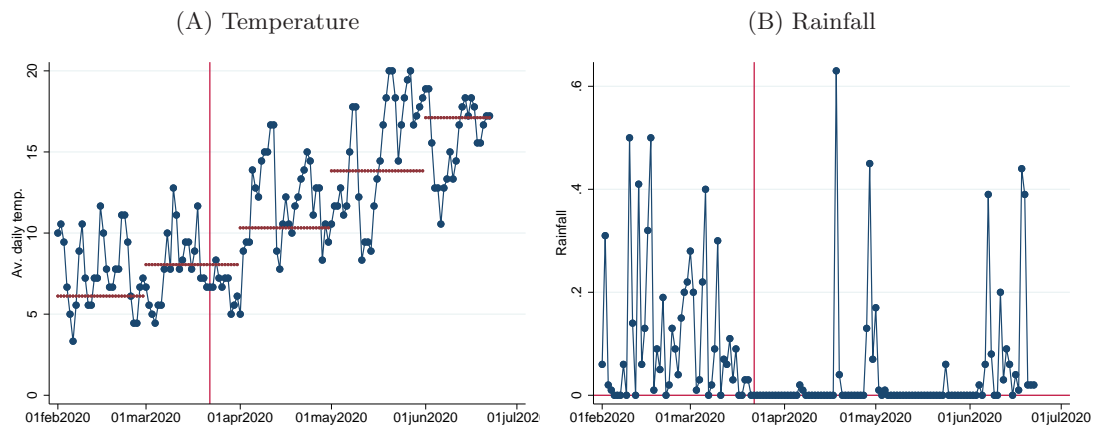 (A) Temperature
Av. daily temp.
20
15
10
5
0
01feb2020 01mar2020 01apr2020 01may2020 01jun2020 01jul2020
(B) Rainfall
Rainfall
.6
.4
.2
0
01feb2020 01mar2020 01apr2020 01may2020 01jun2020 01jul2020